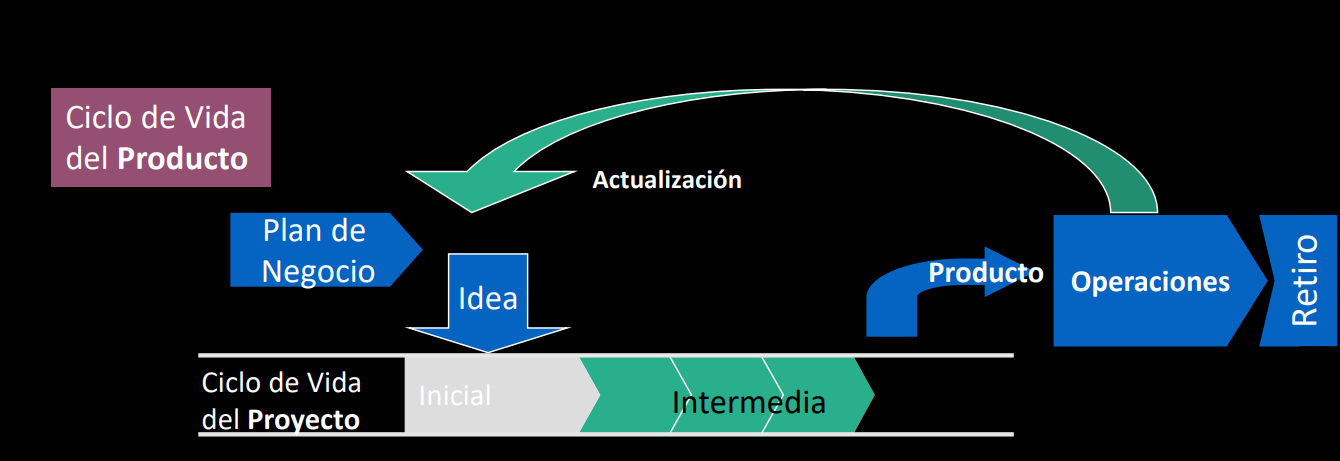 Ciclo de Vida
del Producto
Actualización
Plan de
Negocio
Idea
Producto
Operaciones
Retiro
Ciclo de Vida
del Proyecto
Inicial
Intermedia